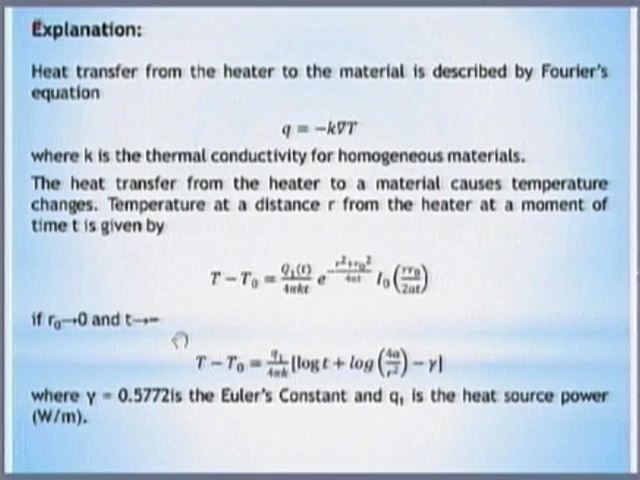 Explanation:
Heat transfer from the heater to the material is described by Fourier's
equation
q = −k∇T
where k is the thermal conductivity for homogeneous materials.
The heat transfer from the heater to a material causes temperature
changes. Temperature at a distance r from the heater at a moment of
time t is given by
T − T₀ = Q₁(t)/4πkt e^(−(r²+r₀²)/4at) I₀(rr₀/2at)
if r₀→0 and t→∞
T − T₀ = q₁/4πk [log t + log (4a/r²) − γ]
where γ = 0.5772is the Euler's Constant and q₁ is the heat source power
(W/m).